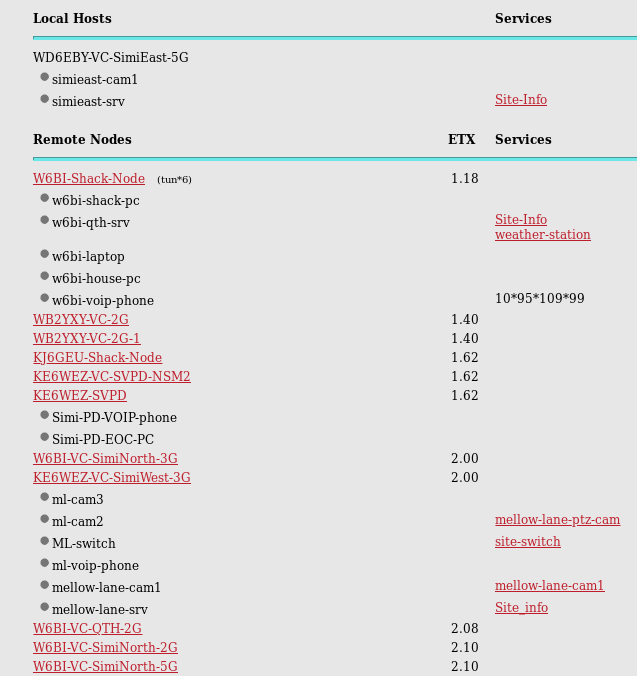 Local Hosts Services
WD6EBY-VC-SimiEast-5G
simieast-cam1
simieast-srv Site-Info
Remote Nodes ETX Services
W6BI-Shack-Node (tun*6) 1.18
w6bi-shack-pc
w6bi-qth-srv Site-Info
weather-station
w6bi-laptop
w6bi-house-pc
w6bi-voip-phone 10*95*109*99
WB2YXY-VC-2G 1.40
WB2YXY-VC-2G-1 1.40
KJ6GEU-Shack-Node 1.62
KE6WEZ-VC-SVPD-NSM2 1.62
KE6WEZ-SVPD 1.62
Simi-PD-VOIP-phone
Simi-PD-EOC-PC
W6BI-VC-SimiNorth-3G 2.00
KE6WEZ-VC-SimiWest-3G 2.00
ml-cam3
ml-cam2 mellow-lane-ptz-cam
ML-switch site-switch
ml-voip-phone
mellow-lane-cam1 mellow-lane-cam1
mellow-lane-srv Site_info
W6BI-VC-QTH-2G 2.08
W6BI-VC-SimiNorth-2G 2.10
W6BI-VC-SimiNorth-5G 2.10